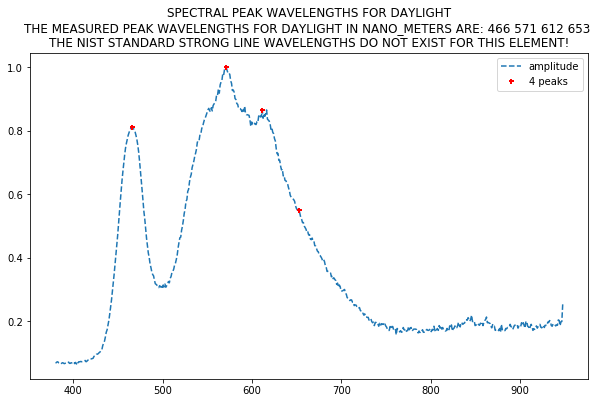 SPECTRAL PEAK WAVELENGTHS FOR DAYLIGHT
THE MEASURED PEAK WAVELENGTHS FOR DAYLIGHT IN NANO_METERS ARE: 466 571 612 653
THE NIST STANDARD STRONG LINE WAVELENGTHS DO NOT EXIST FOR THIS ELEMENT!
amplitude
4 peaks
1.0
0.8
0.6
0.4
0.2
400 500 600 700 800 900